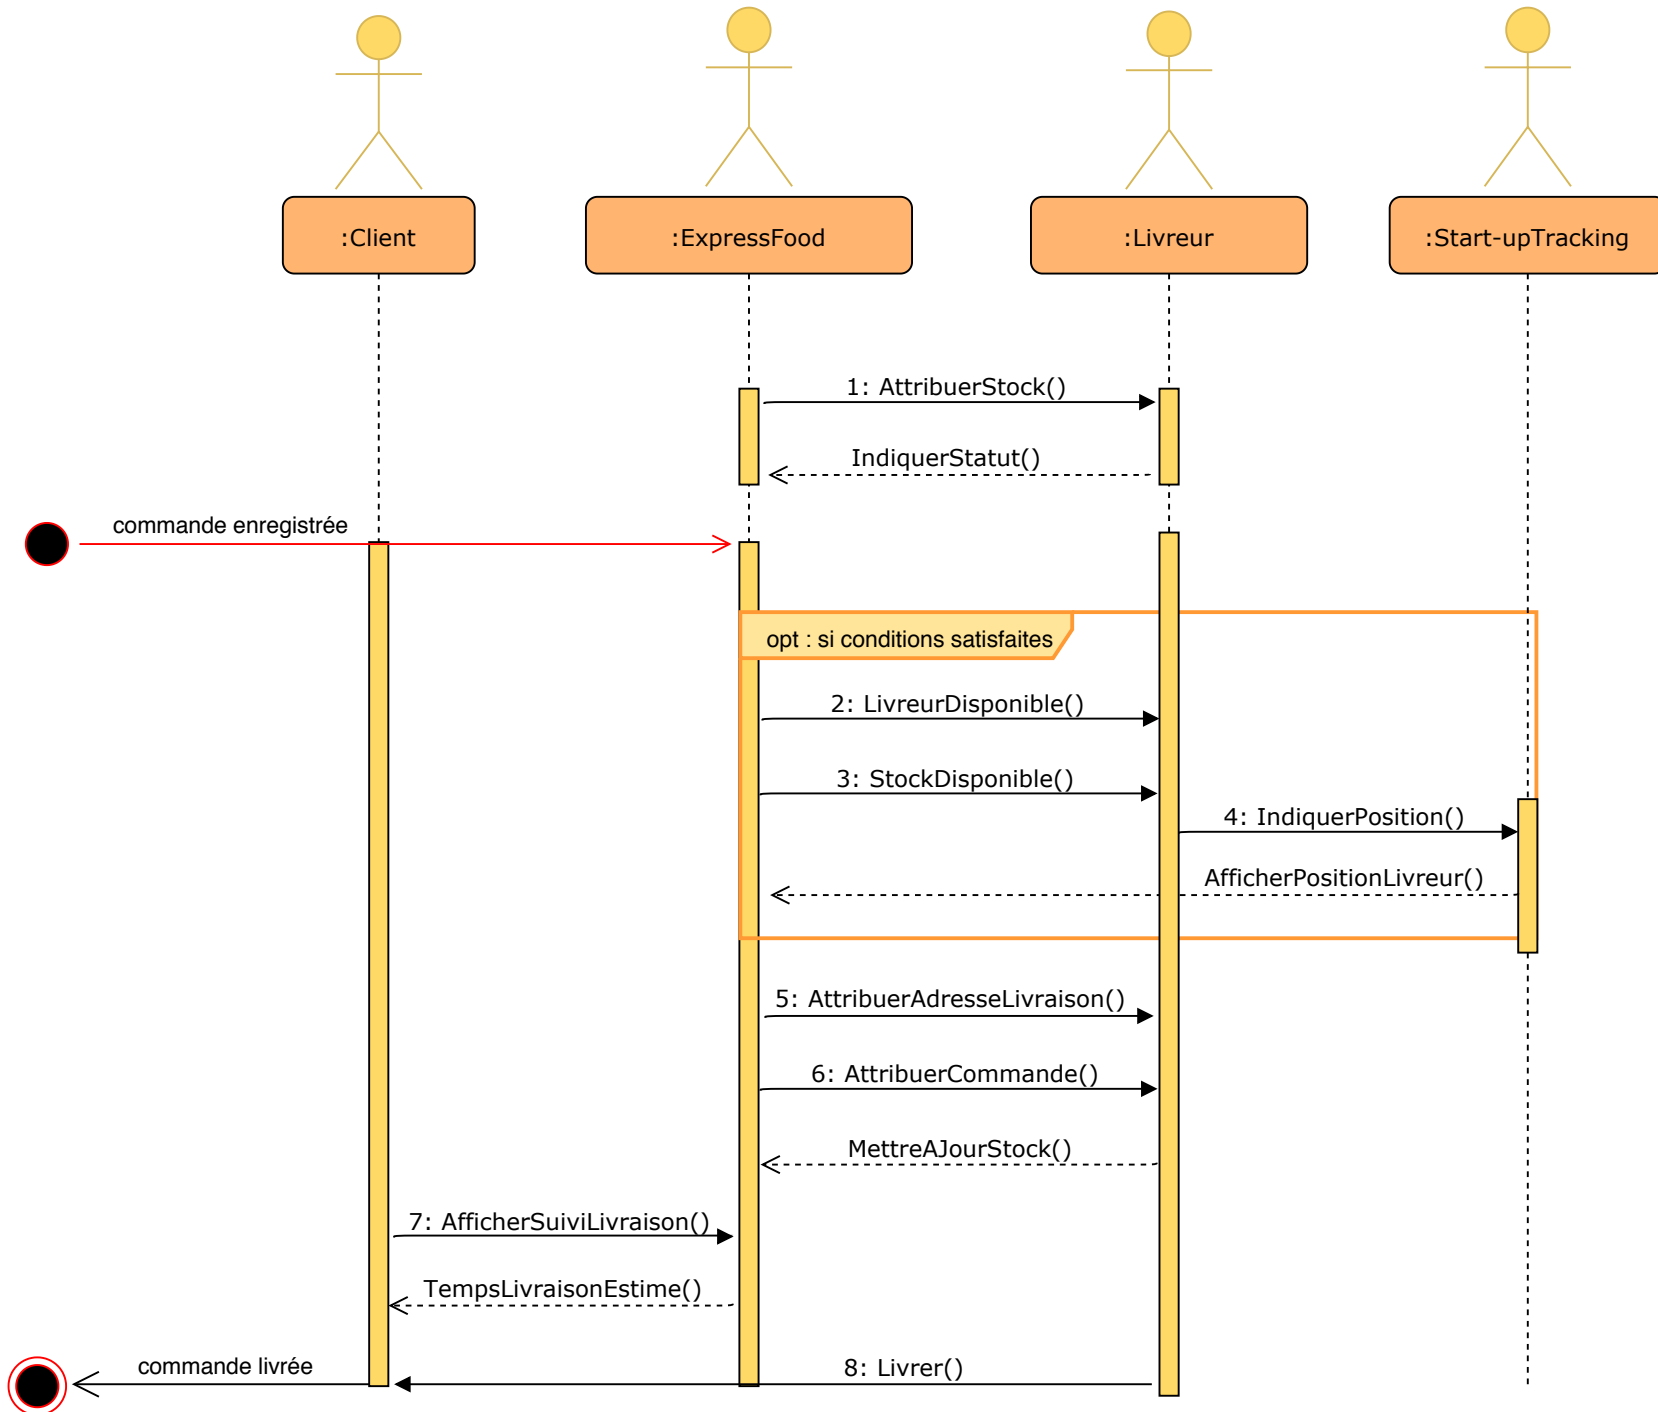 :Client
:ExpressFood
:Livreur
:Start-upTracking
1: AttribuerStock()
IndiquerStatut()
commande enregistrée
opt : si conditions satisfaites
2: LivreurDisponible()
3: StockDisponible()
4: IndiquerPosition()
AfficherPositionLivreur()
5: AttribuerAdresseLivraison()
6: AttribuerCommande()
MettreAJourStock()
7: AfficherSuiviLivraison()
TempsLivraisonEstime()
commande livrée
8: Livrer()